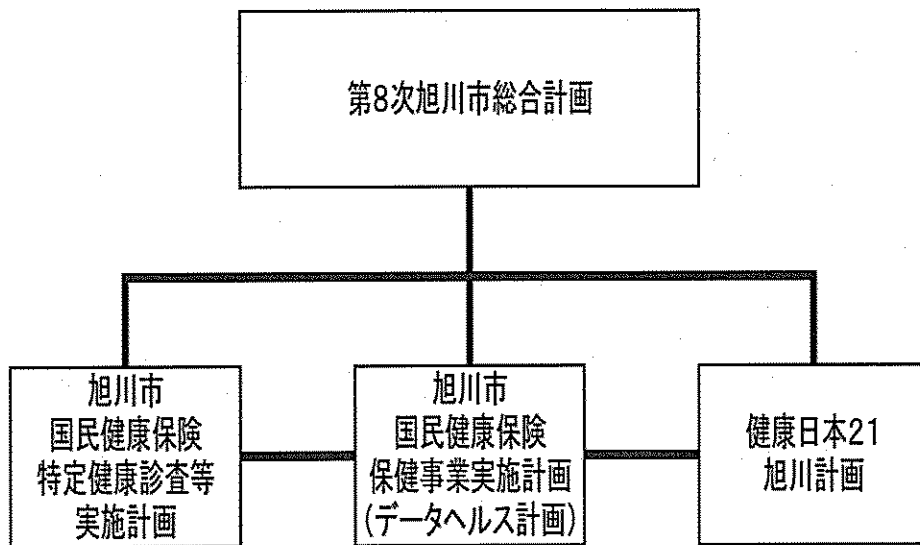 第8次旭川市総合計画
旭川市
国民健康保険
特定健康診査等
実施計画
旭川市
国民健康保険
保健事業実施計画
(データヘルス計画)
健康日本21
旭川計画